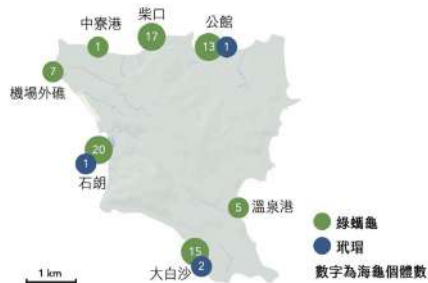 柴口
中寮港
公館
17
1
13
1
7
機場外礁
20
1
石朗
5
溫泉港
15
2
大白沙
綠蠵龜
玳瑁
數字為海龜個體數
1 km